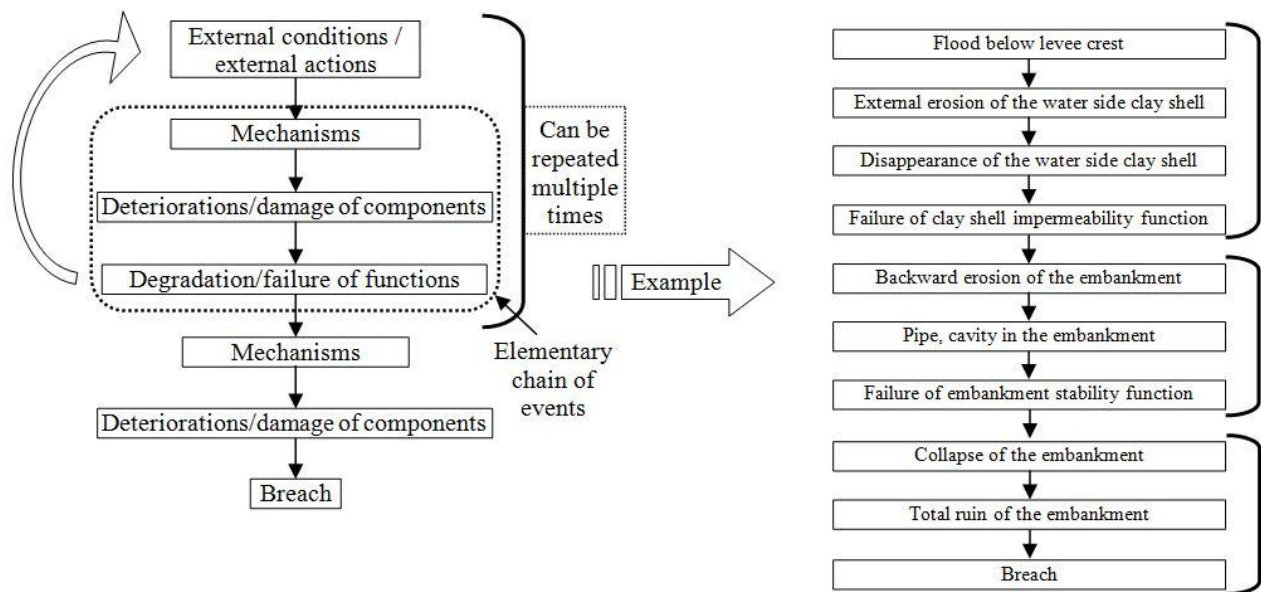 External conditions /
external actions
Mechanisms
Deteriorations/damage of components
Degradation/failure of functions
Mechanisms
Deteriorations/damage of components
Breach
Can be
repeated
multiple
times
Elementary
chain of
events
Example
Flood below levee crest
External erosion of the water side clay shell
Disappearance of the water side clay shell
Failure of clay shell impermeability function
Backward erosion of the embankment
Pipe, cavity in the embankment
Failure of embankment stability function
Collapse of the embankment
Total ruin of the embankment
Breach